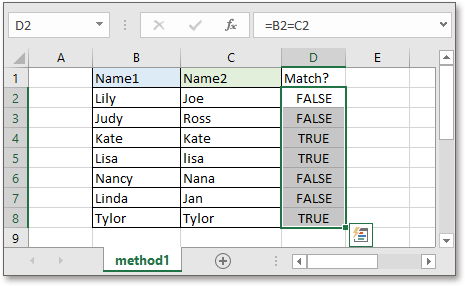 D2 fx =B2=C2
A B C D E
1 Name1 Name2 Match?
2 Lily Joe FALSE
3 Judy Ross FALSE
4 Kate Kate TRUE
5 Lisa lisa TRUE
6 Nancy Nana FALSE
7 Linda Jan FALSE
8 Tylor Tylor TRUE
9
method1